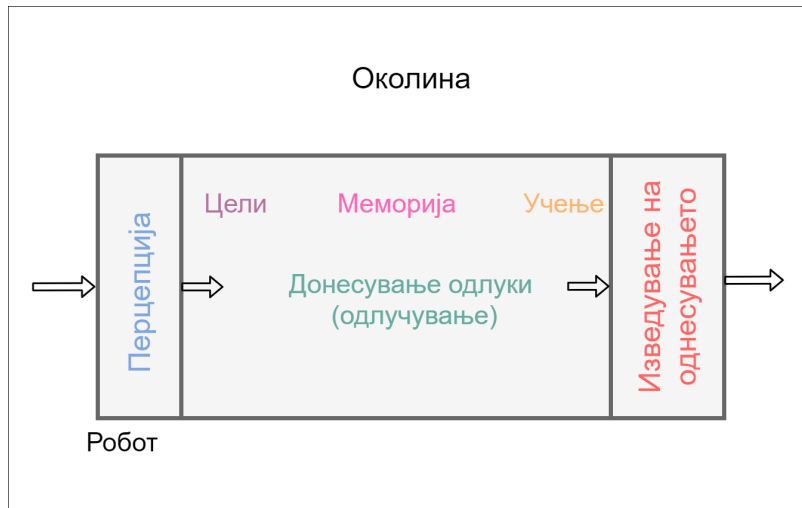 Околина
Перцепција
Цели
Меморија
Учење
Донесување одлуки
(одлучување)
Изведување на
однесувањето
Робот